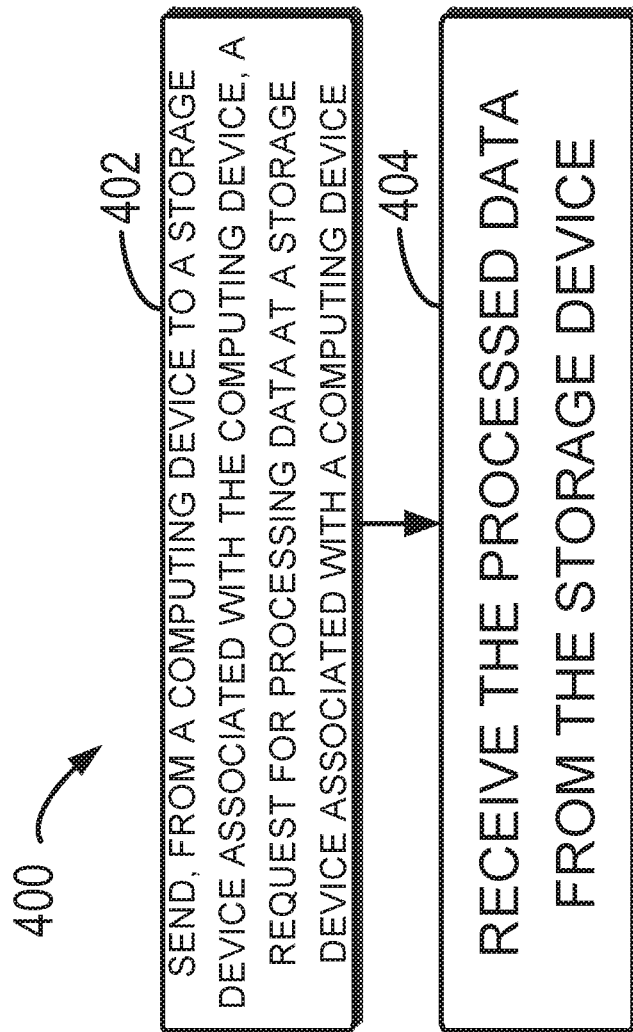 400
402
SEND, FROM A COMPUTING DEVICE TO A STORAGE
DEVICE ASSOCIATED WITH THE COMPUTING DEVICE, A
REQUEST FOR PROCESSING DATA AT A STORAGE
DEVICE ASSOCIATED WITH A COMPUTING DEVICE
404
RECEIVE THE PROCESSED DATA
FROM THE STORAGE DEVICE